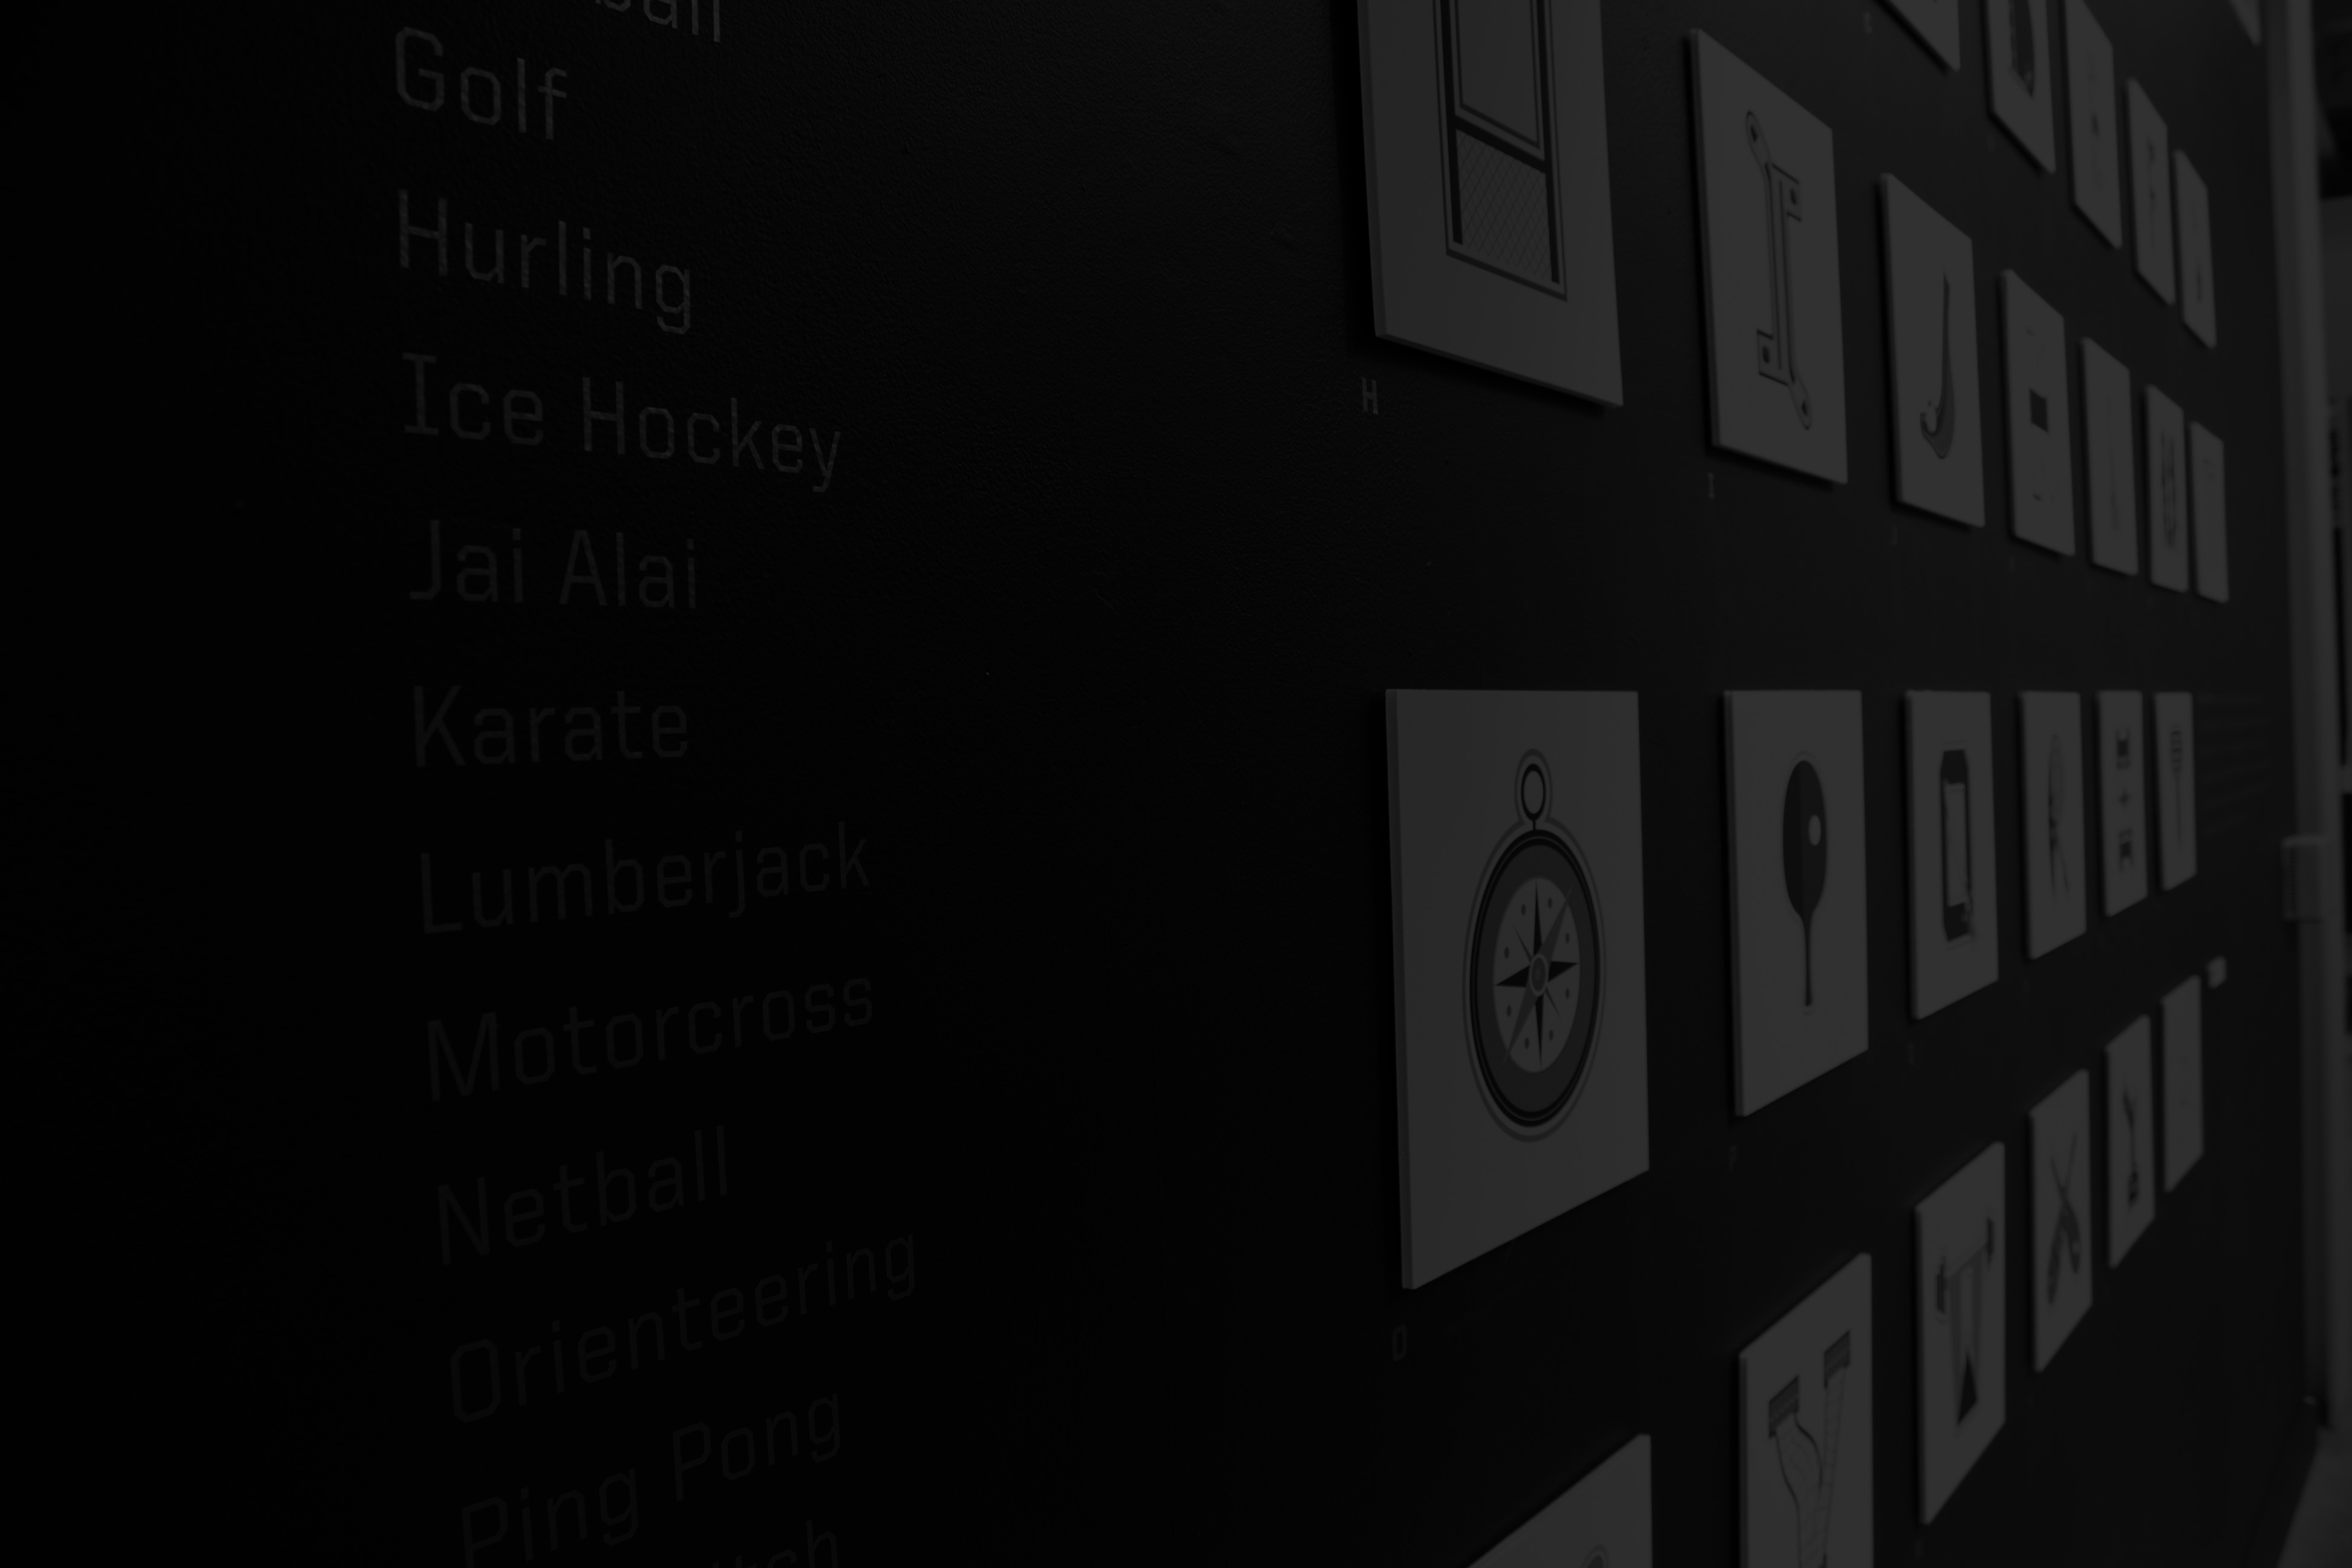 Golf
Hurling
Ice Hockey
Jai Alai
Karate
Lumberjack
Motorcross
Netball
Orienteering
Ping Pong
H
I
O
P